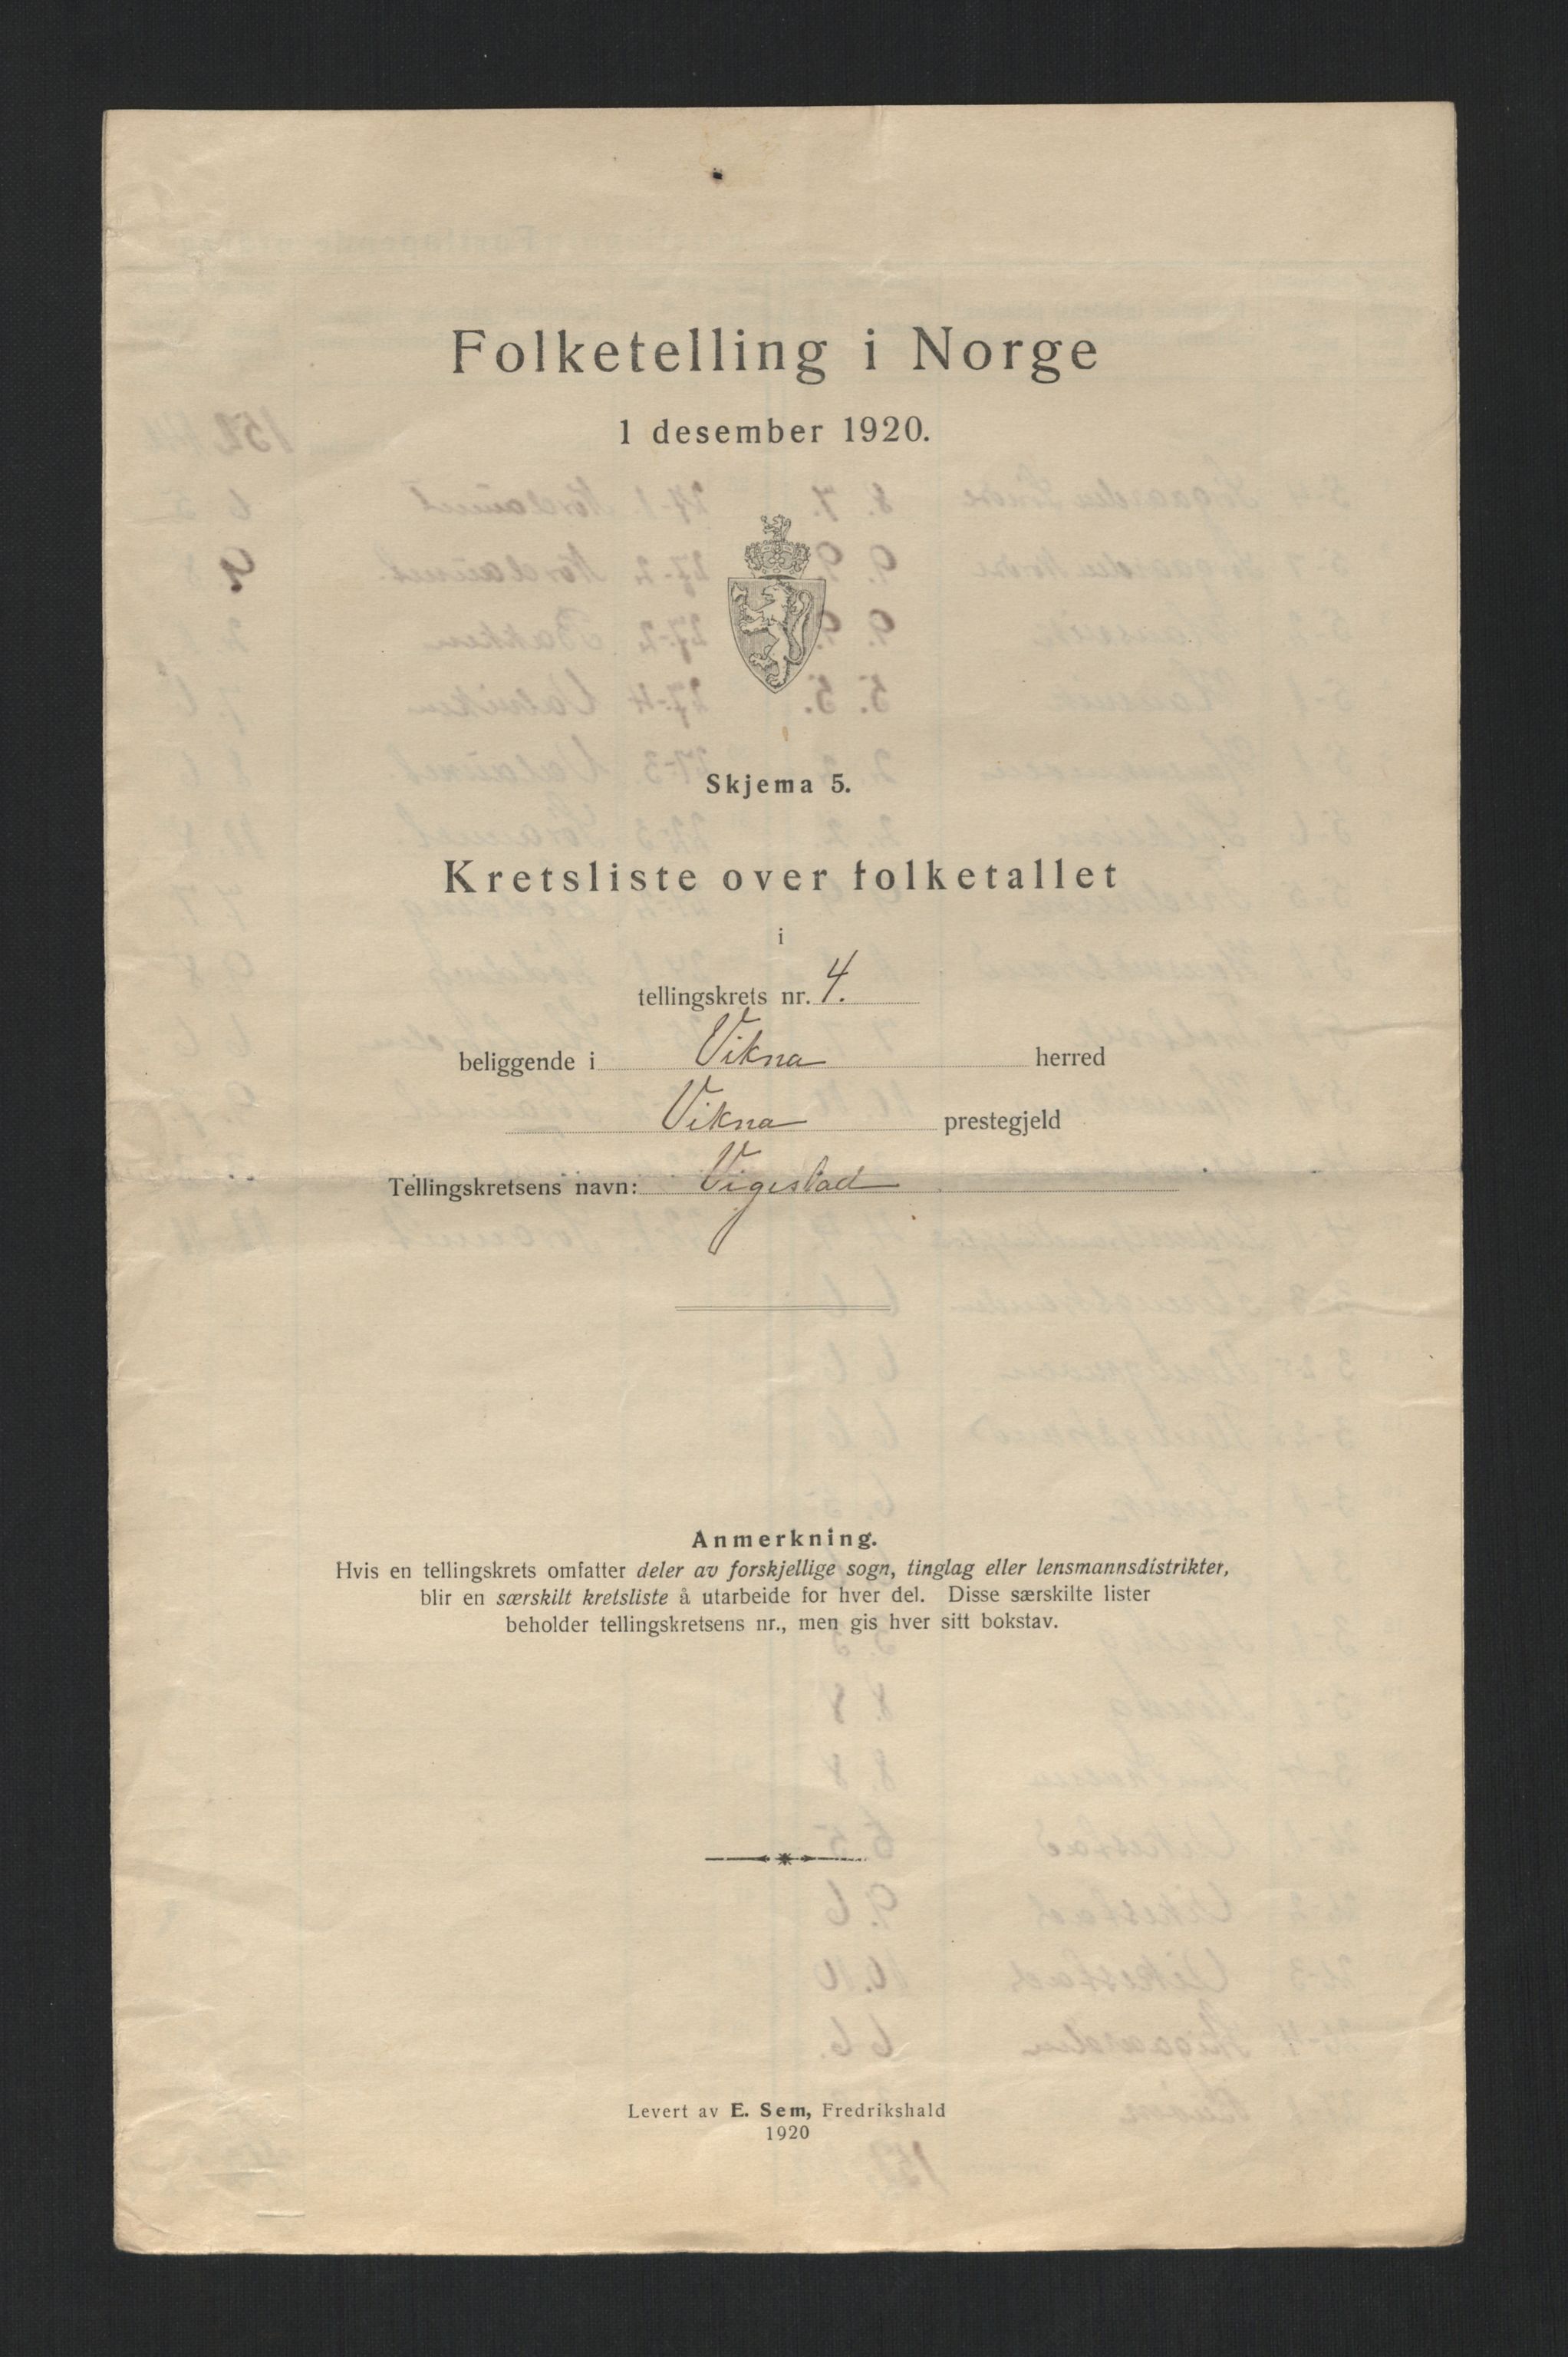 Folketelling i Norge
1 desember 1920.
Skjema 5.
Kretsliste over folketallet
i
tellingskrets nr. 4.
beliggende i Vikna herred
Vikna prestegjeld
Tellingskretsens navn: Vigestad
Anmerkning.
Hvis en tellingskrets omfatter deler av forskjellige sogn, tinglag eller lensmannsdistrikter,
blir en særskilt kretsliste å utarbeide for hver del. Disse særskilte lister
beholder tellingskretsens nr., men gis hver sitt bokstav.
Levert av E. Sem, Fredrikshald
1920